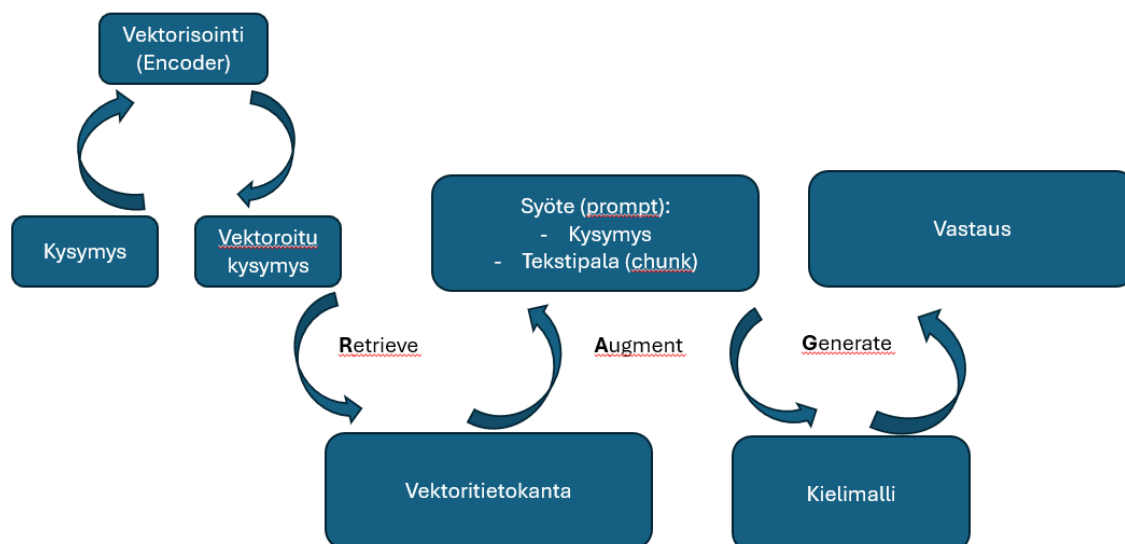 Vektorisointi
(Encoder)
Kysymys
Vektoroitu
kysymys
Syöte (prompt):
- Kysymys
- Tekstipala (chunk)
Vastaus
Retrieve
Augment
Generate
Vektoritietokanta
Kielimalli